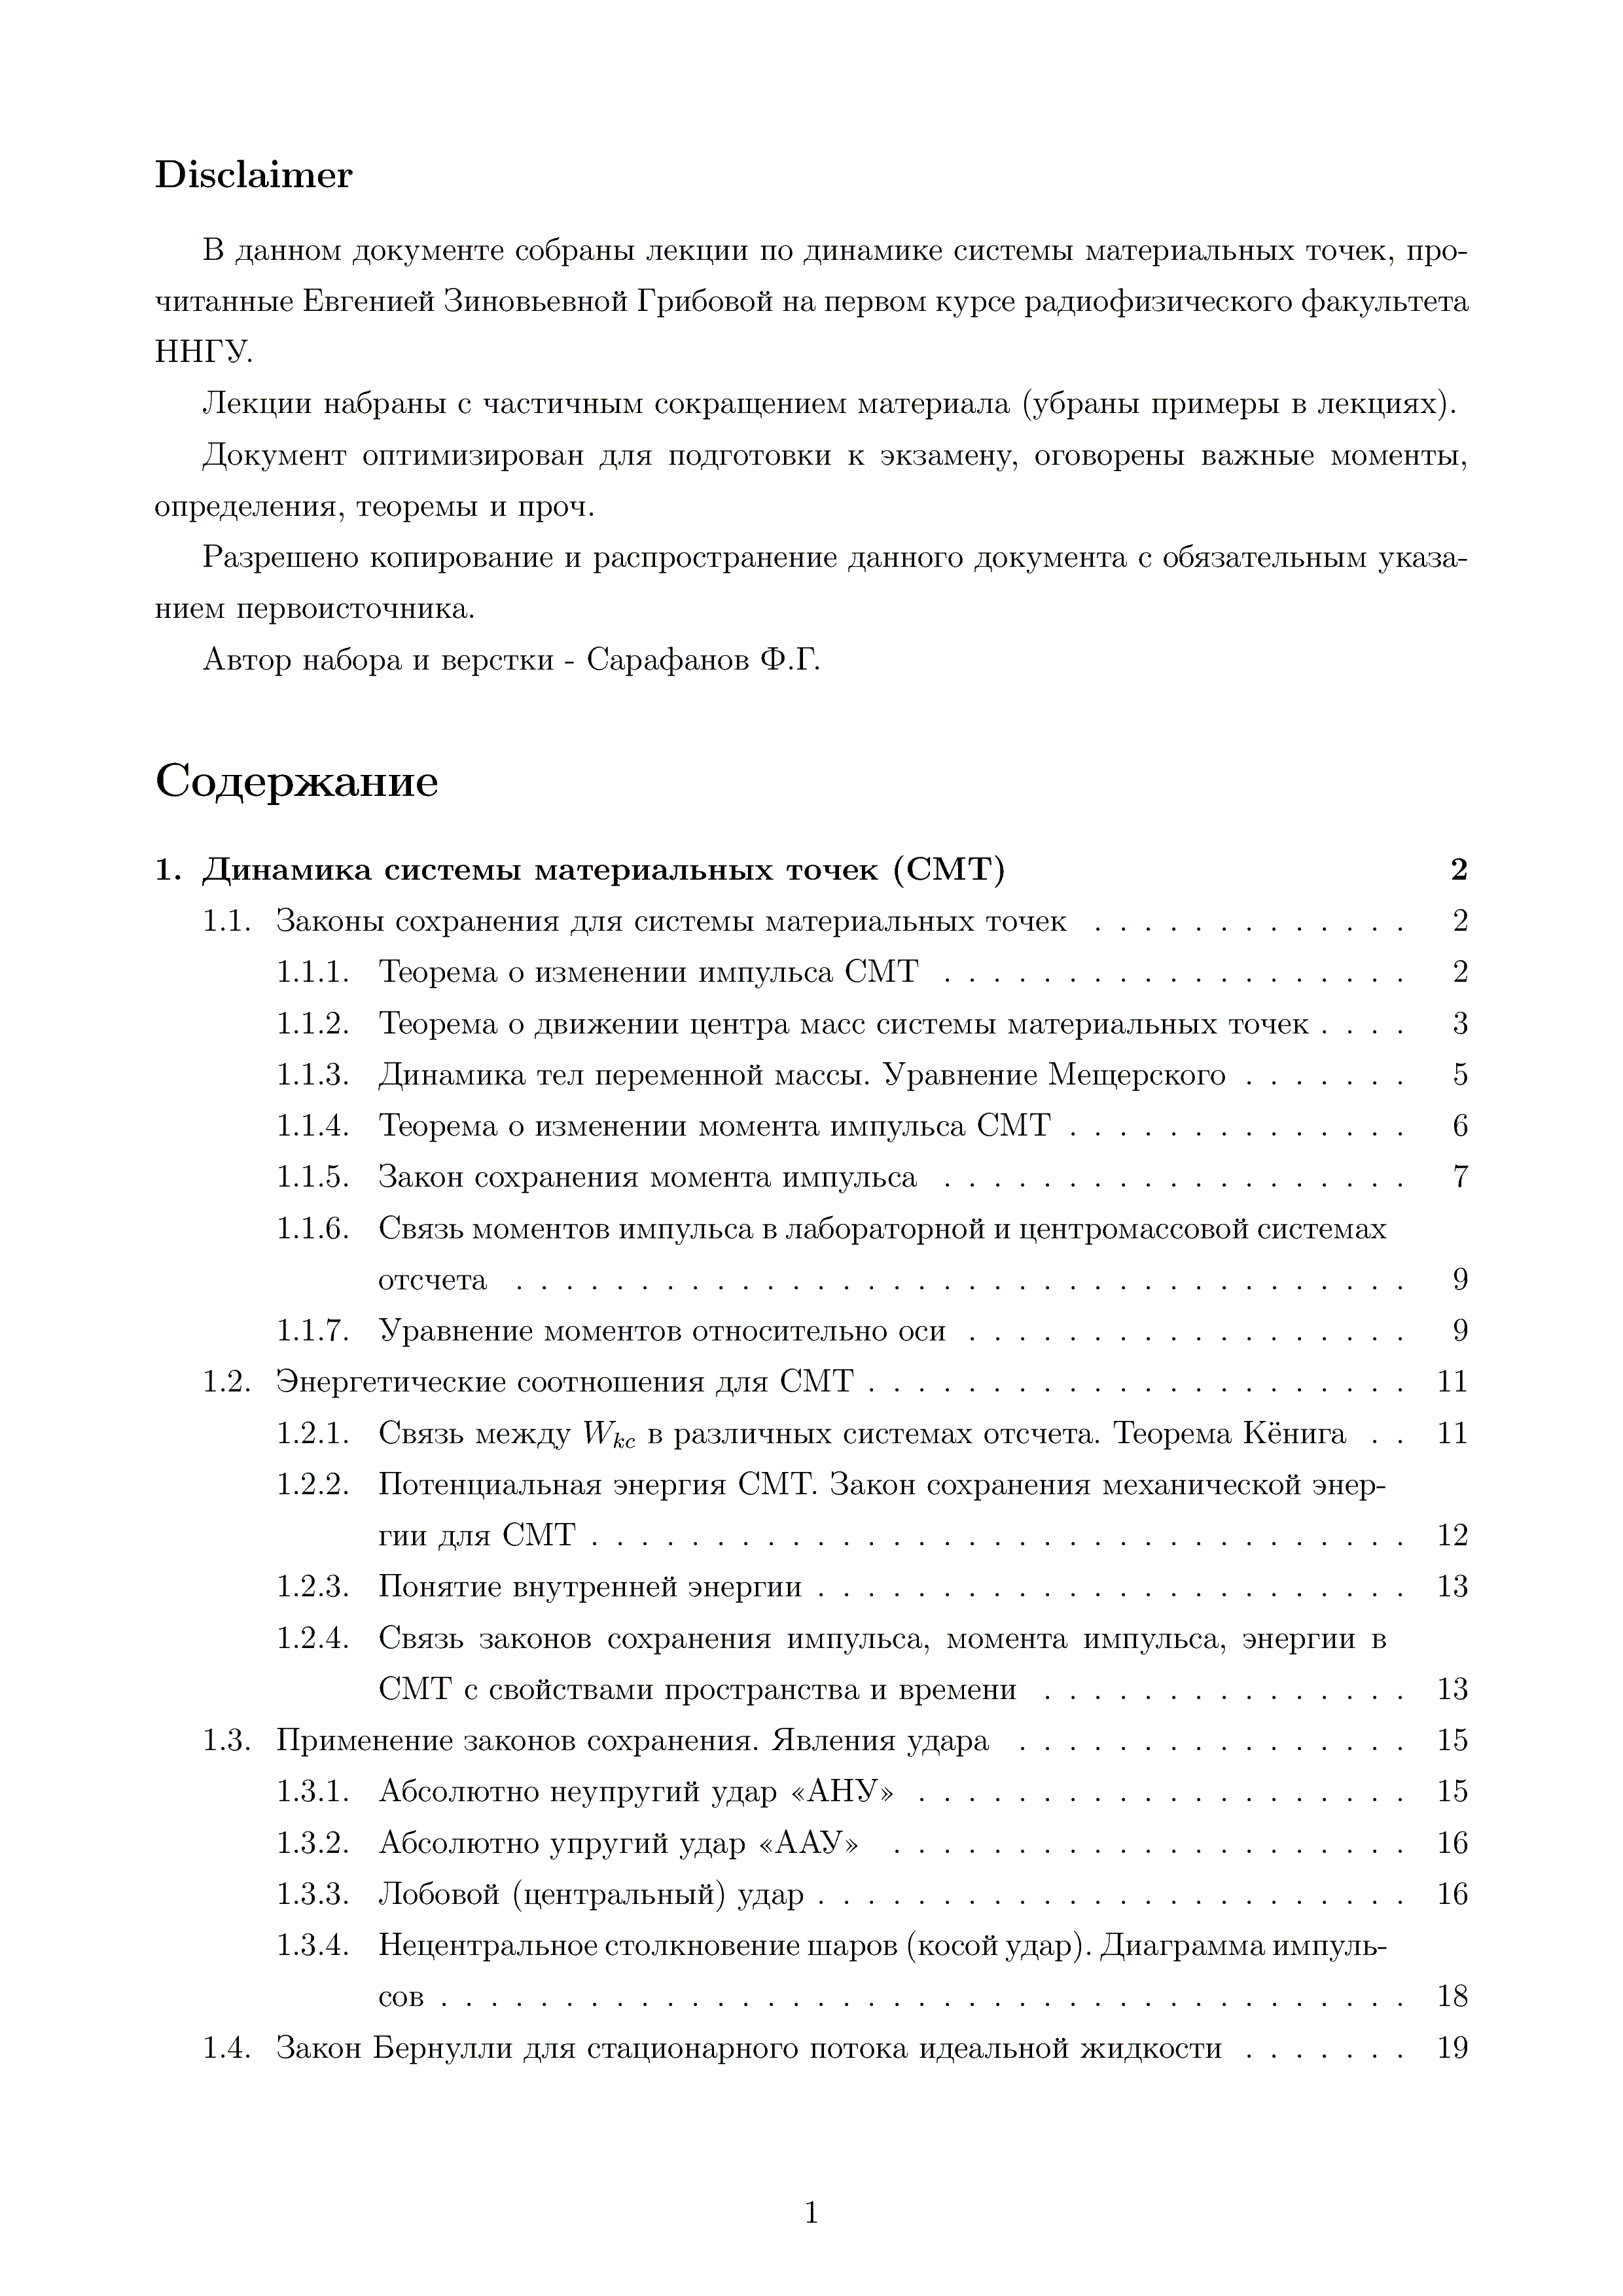 Disclaimer
В данном документе собраны лекции по динамике системы материальных точек, про-
читанные Евгенией Зиновьевной Грибовой на первом курсе радиофизического факультета
ННГУ.
Лекции набраны с частичным сокращением материала (убраны примеры в лекциях).
Документ оптимизирован для подготовки к экзамену, оговорены важные моменты,
определения, теоремы и проч.
Разрешено копирование и распространение данного документа с обязательным указа-
нием первоисточника.
Автор набора и верстки - Сарафанов Ф.Г.
Содержание
1. Динамика системы материальных точек (СМТ) 2
1.1. Законы сохранения для системы материальных точек . . . . . . . . . . . . . 2
1.1.1. Теорема о изменении импульса СМТ . . . . . . . . . . . . . . . . . . . 2
1.1.2. Теорема о движении центра масс системы материальных точек . . . . 3
1.1.3. Динамика тел переменной массы. Уравнение Мещерского . . . . . . . 5
1.1.4. Теорема о изменении момента импульса СМТ . . . . . . . . . . . . . . 6
1.1.5. Закон сохранения момента импульса . . . . . . . . . . . . . . . . . . . 7
1.1.6. Связь моментов импульса в лабораторной и центромассовой системах
отсчета . . . . . . . . . . . . . . . . . . . . . . . . . . . . . . . . . . . . 9
1.1.7. Уравнение моментов относительно оси . . . . . . . . . . . . . . . . . . 9
1.2. Энергетические соотношения для СМТ . . . . . . . . . . . . . . . . . . . . . . 11
1.2.1. Связь между W_{kc} в различных системах отсчета. Теорема Кёнига . . 11
1.2.2. Потенциальная энергия СМТ. Закон сохранения механической энер-
гии для СМТ . . . . . . . . . . . . . . . . . . . . . . . . . . . . . . . . . 12
1.2.3. Понятие внутренней энергии . . . . . . . . . . . . . . . . . . . . . . . . 13
1.2.4. Связь законов сохранения импульса, момента импульса, энергии в
СМТ с свойствами пространства и времени . . . . . . . . . . . . . . . 13
1.3. Применение законов сохранения. Явления удара . . . . . . . . . . . . . . . . 15
1.3.1. Абсолютно неупругий удар «АНУ» . . . . . . . . . . . . . . . . . . . . 15
1.3.2. Абсолютно упругий удар «ААУ» . . . . . . . . . . . . . . . . . . . . . 16
1.3.3. Лобовой (центральный) удар . . . . . . . . . . . . . . . . . . . . . . . . 16
1.3.4. Нецентральное столкновение шаров (косой удар). Диаграмма импуль-
сов . . . . . . . . . . . . . . . . . . . . . . . . . . . . . . . . . . . . . . . 18
1.4. Закон Бернулли для стационарного потока идеальной жидкости . . . . . . . 19
1